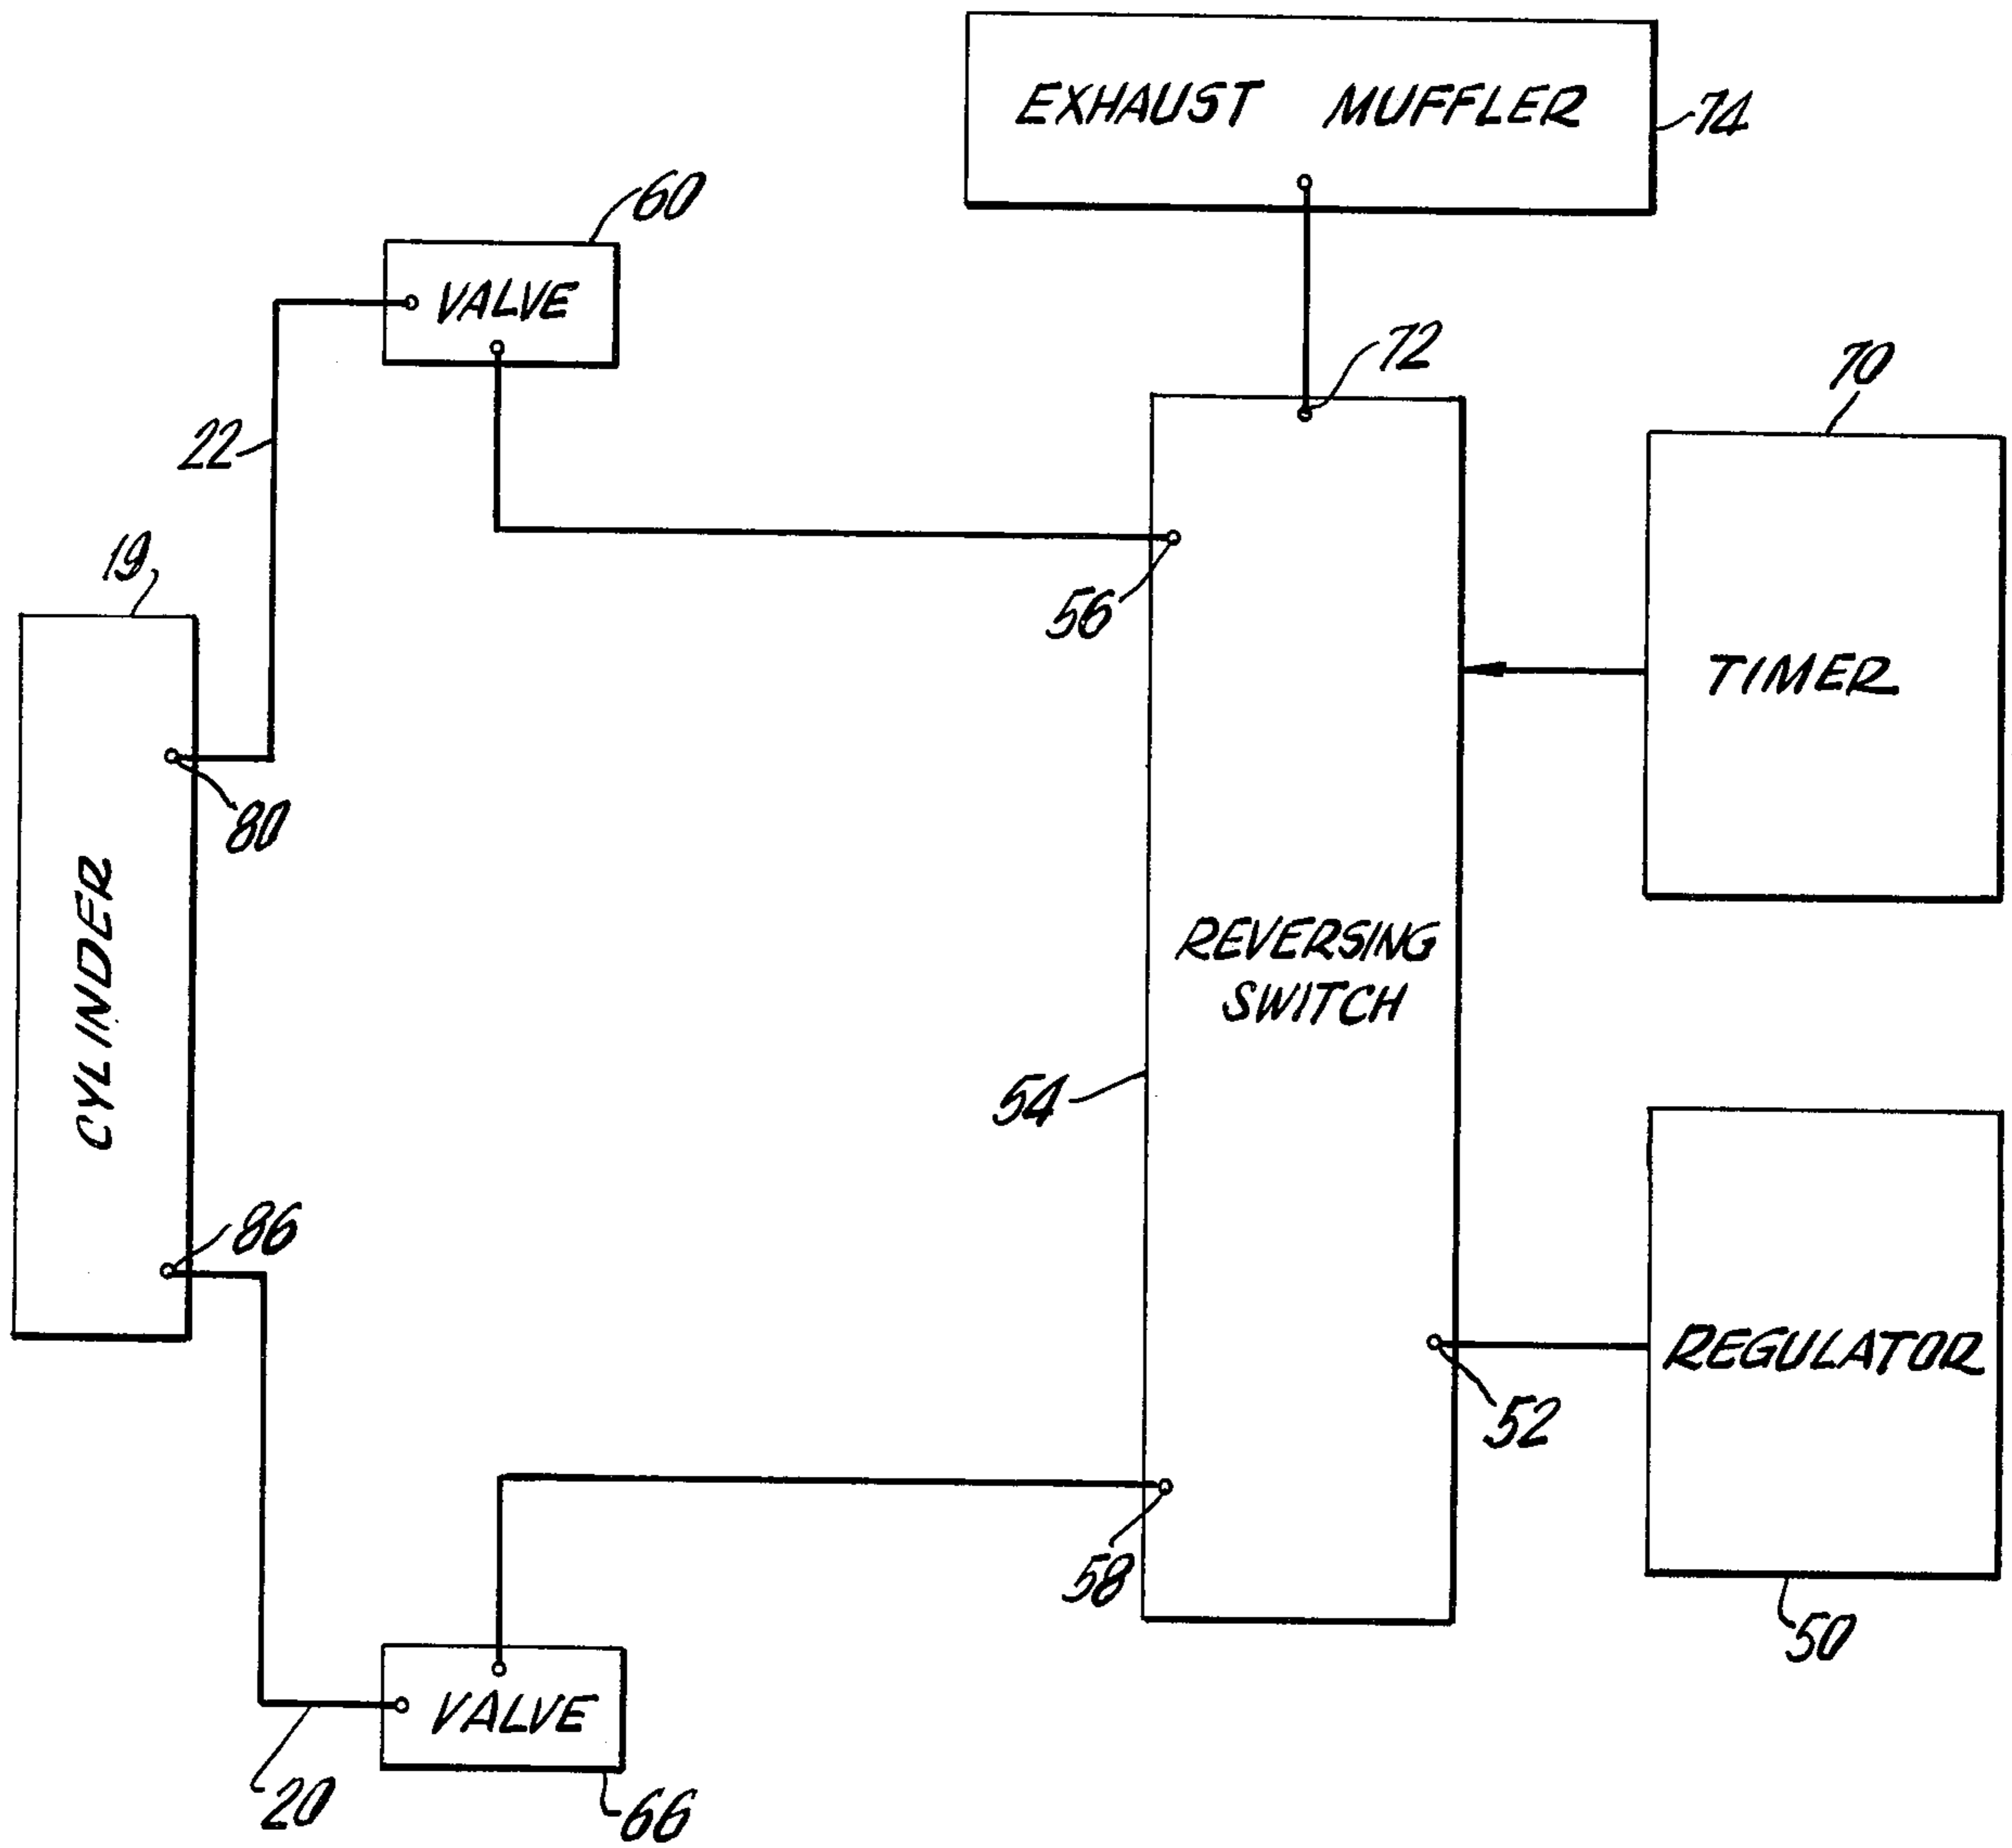 EXHAUST MUFFLER
74
60
VALVE
72
70
22
19
56
TIMER
80
CYLINDER
REVERSING
SWITCH
54
86
REGULATOR
52
58
50
VALVE
20
66